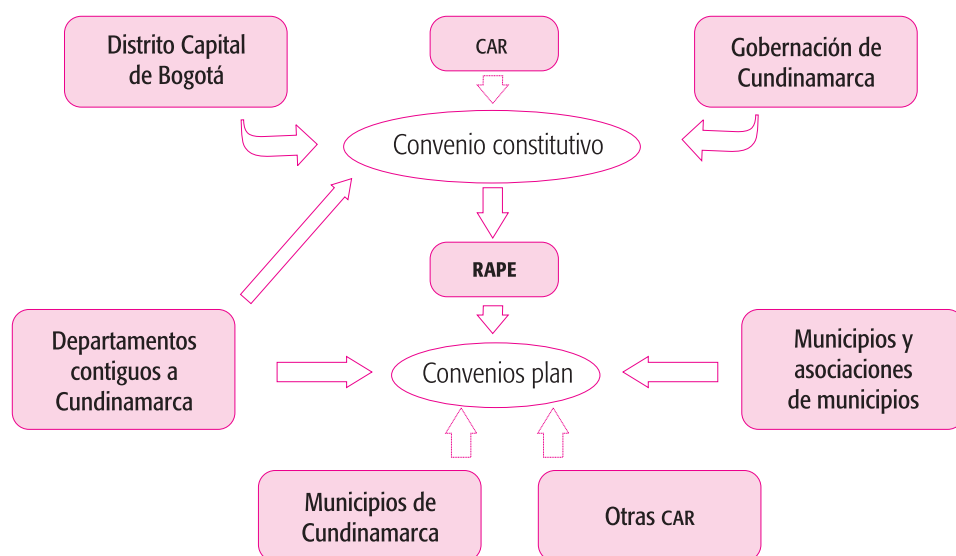 Distrito Capital
de Bogotá
CAR
Gobernación de
Cundinamarca
Convenio constitutivo
RAPE
Departamentos
contiguos a
Cundinamarca
Convenios plan
Municipios y
asociaciones
de municipios
Municipios de
Cundinamarca
Otras CAR